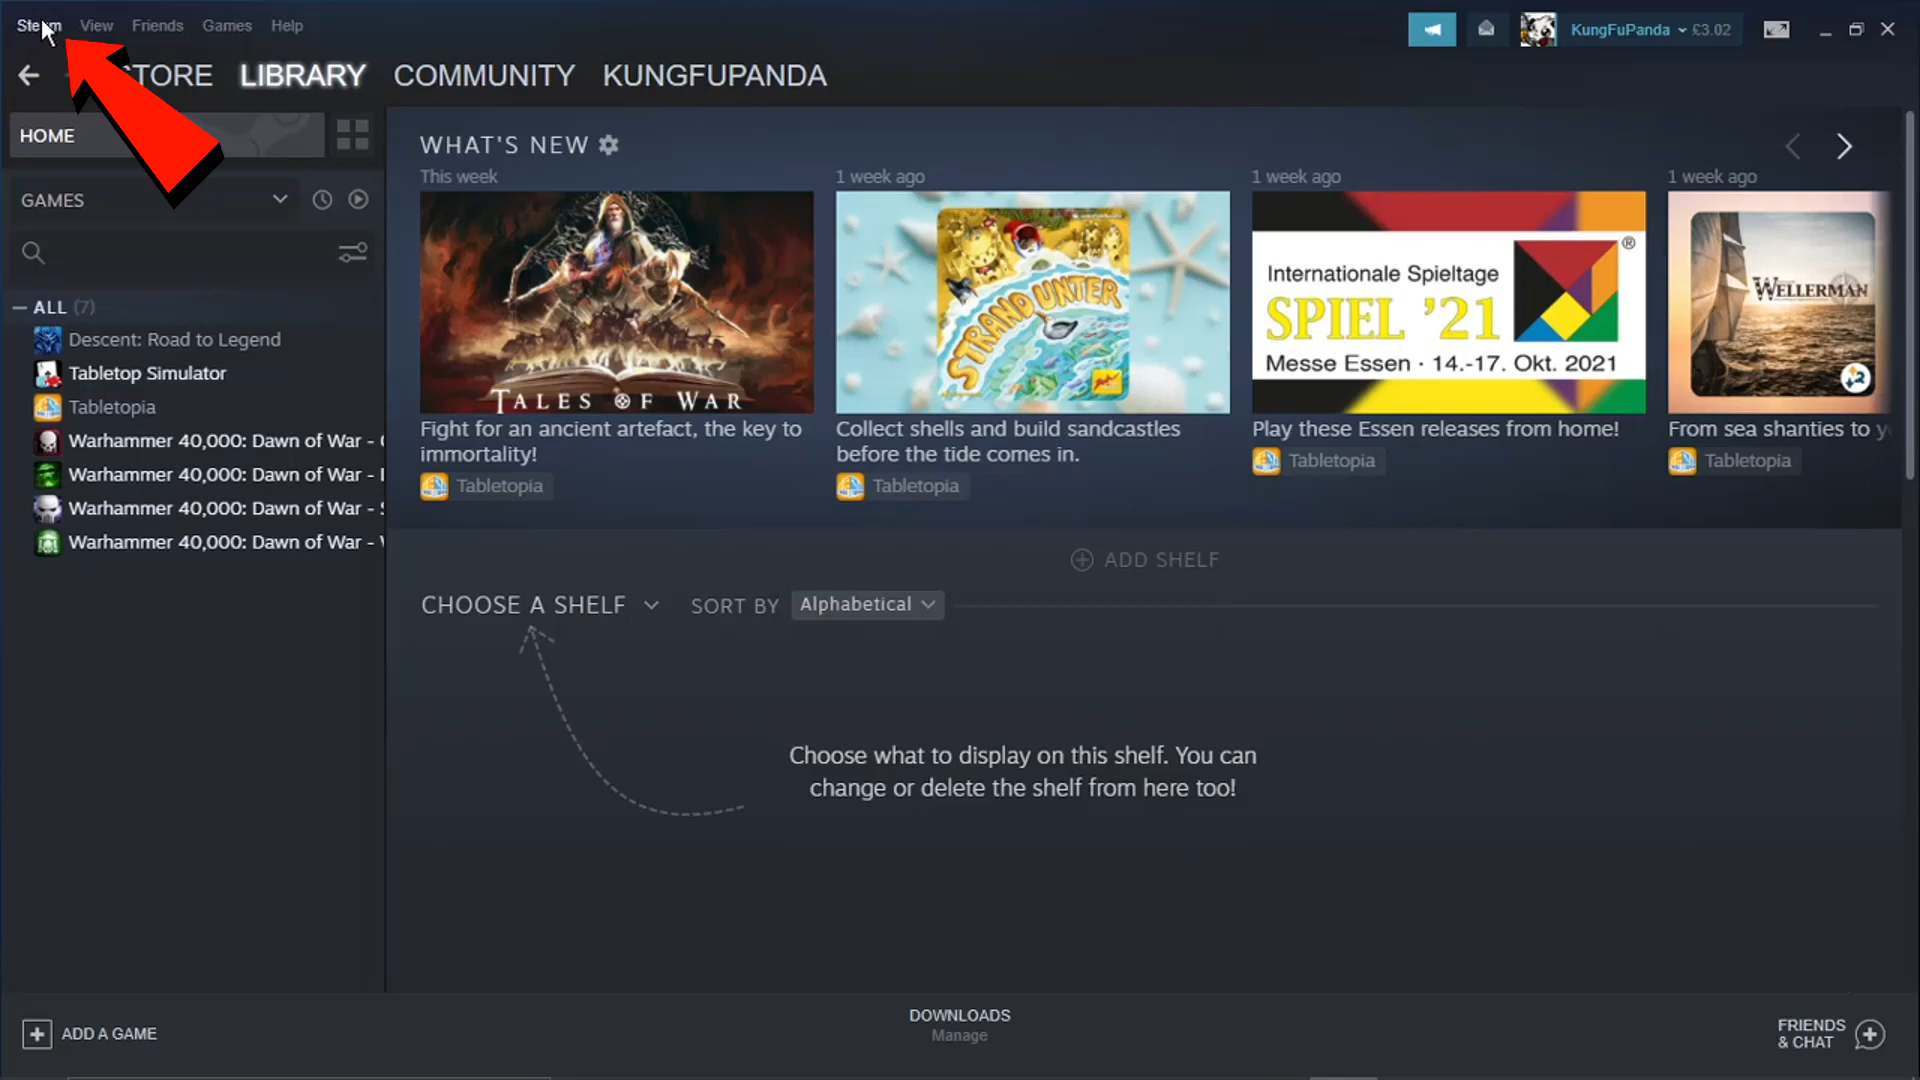 Steam View Friends Games Help
KungFuPanda £3.02
STORE LIBRARY COMMUNITY KUNGFUPANDA
HOME
GAMES
ALL (7)
Descent: Road to Legend
Tabletop Simulator
Tabletopia
Warhammer 40,000: Dawn of War -
Warhammer 40,000: Dawn of War -
Warhammer 40,000: Dawn of War -
Warhammer 40,000: Dawn of War -
WHAT'S NEW
This week
TALES OF WAR
Fight for an ancient artefact, the key to
immortality!
Tabletopia
1 week ago
STRAND UNTER
Collect shells and build sandcastles
before the tide comes in.
Tabletopia
1 week ago
Internationale Spieltage
SPIEL '21
®
Messe Essen · 14.-17. Okt. 2021
Play these Essen releases from home!
Tabletopia
1 week ago
WELLERMAN
From sea shanties to
Tabletopia
ADD SHELF
CHOOSE A SHELF SORT BY Alphabetical
Choose what to display on this shelf. You can
change or delete the shelf from here too!
ADD A GAME
DOWNLOADS
Manage
FRIENDS
& CHAT